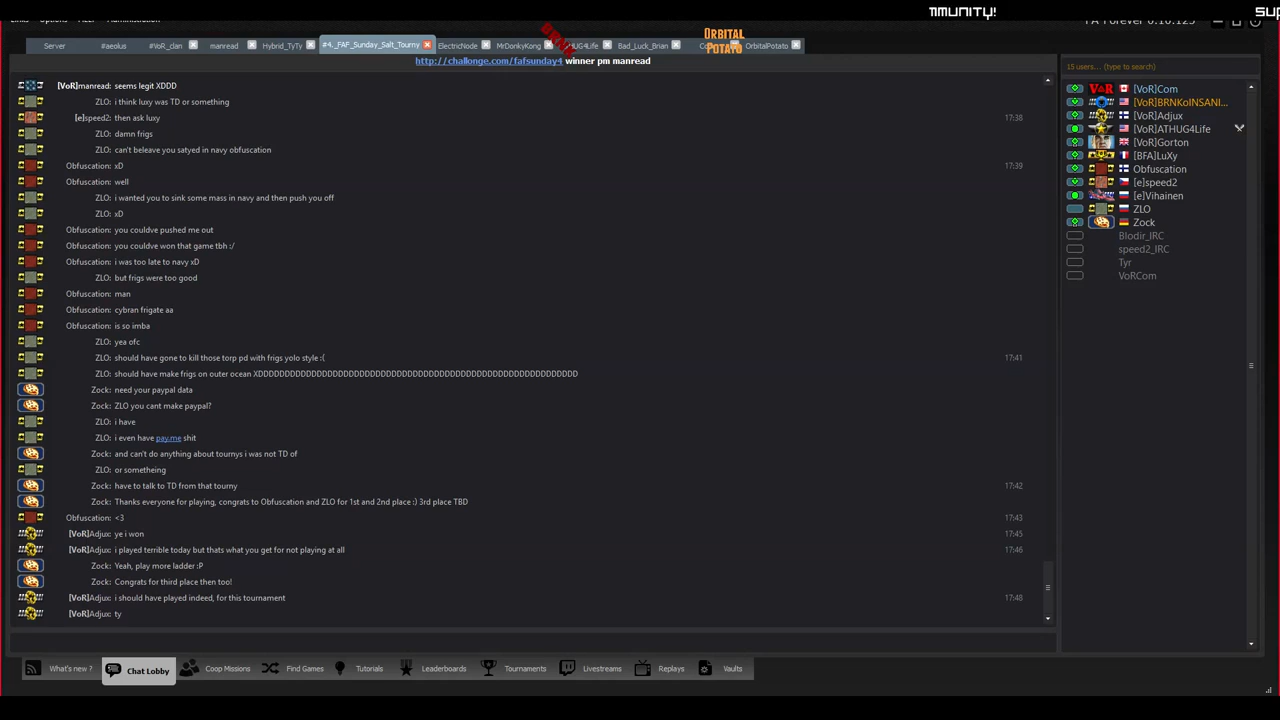 TIMUNITY!
SUP
Links Options Administration
FA Forever 0.10.125
Server #aeolus #VoR_clan manread Hybrid_TyTy #4._FAF_Sunday_Salt_Tourny ElectricNode MrDonkyKong Bad_Luck_Brian OrbitalPotato
ORBITAL
POTATO
http://challonge.com/fafsunday4 winner pm manread
[VoR]manread: seems legit XDDD
ZLO: i think luxy was TD or something
[e]speed2: then ask luxy 17:38
ZLO: damn frigs
ZLO: can't beleave you satyed in navy obfuscation
Obfuscation: xD 17:39
Obfuscation: well
ZLO: i wanted you to sink some mass in navy and then push you off
ZLO: xD
Obfuscation: you couldve pushed me out
Obfuscation: you couldve won that game tbh :/
Obfuscation: i was too late to navy xD
ZLO: but frigs were too good
Obfuscation: man
Obfuscation: cybran frigate aa
Obfuscation: is so imba
ZLO: yea ofc
ZLO: should have gone to kill those torp pd with frigs yolo style :( 17:41
ZLO: should have make frigs on outer ocean XDDDDDDDDDDDDDDDDDDDDDDDDDDDDDDDDDDDDDDDDDDDDDDDDDDDDDDDDDDD
Zock: need your paypal data
Zock: ZLO you cant make paypal?
ZLO: i have
ZLO: i even have pay.me shit
Zock: and can't do anything about tournys i was not TD of
ZLO: or sometheing
Zock: have to talk to TD from that tourny 17:42
Zock: Thanks everyone for playing, congrats to Obfuscation and ZLO for 1st and 2nd place :) 3rd place TBD
Obfuscation: <3 17:43
[VoR]Adjux: ye i won 17:45
[VoR]Adjux: i played terrible today but thats what you get for not playing at all 17:46
Zock: Yeah, play more ladder :P
Zock: Congrats for third place then too!
[VoR]Adjux: i should have played indeed, for this tournament 17:48
[VoR]Adjux: ty
15 users... (type to search)
[VoR]Com
[VoR]BRNKoINSANI...
[VoR]Adjux
[VoR]ATHUG4Life
[VoR]Gorton
[BFA]LuXy
Obfuscation
[e]speed2
[e]Vihainen
ZLO
Zock
Blodir_IRC
speed2_IRC
Tyr
VoRCom
What's new ? Chat Lobby Coop Missions Find Games Tutorials Leaderboards Tournaments Livestreams Replays Vaults